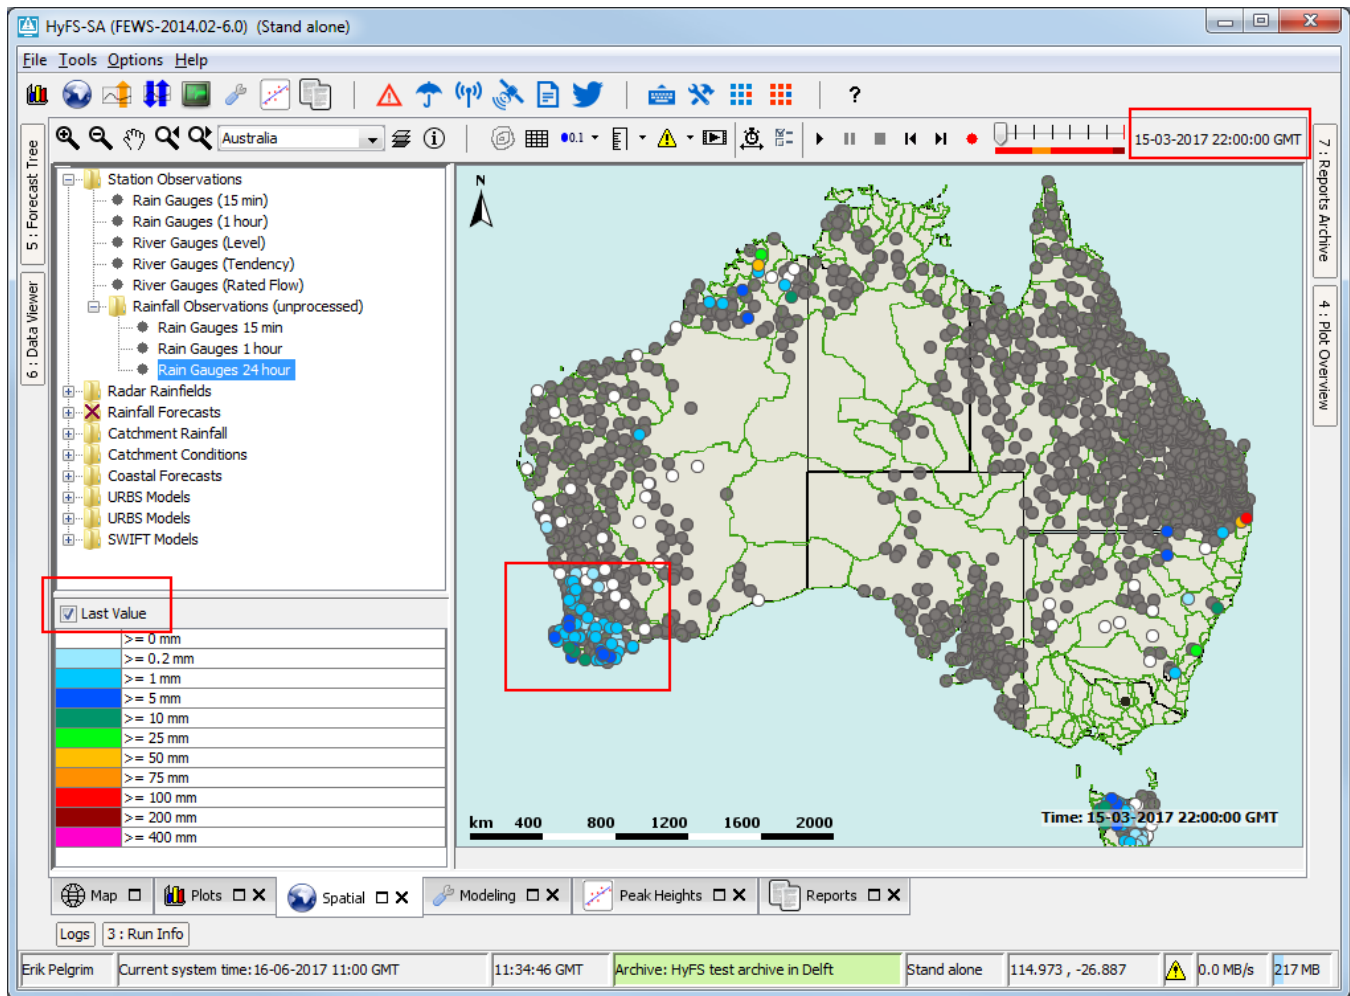 HyFS-SA (FEWS-2014.02-6.0) (Stand alone)
File Tools Options Help
?
Australia
0.1
15-03-2017 22:00:00 GMT
5 : Forecast Tree
6 : Data Viewer
7 : Reports Archive
4 : Plot Overview
Station Observations
Rain Gauges (15 min)
Rain Gauges (1 hour)
River Gauges (Level)
River Gauges (Tendency)
River Gauges (Rated Flow)
Rainfall Observations (unprocessed)
Rain Gauges 15 min
Rain Gauges 1 hour
Rain Gauges 24 hour
Radar Rainfields
Rainfall Forecasts
Catchment Rainfall
Catchment Conditions
Coastal Forecasts
URBS Models
URBS Models
SWIFT Models
Last Value
>= 0 mm
>= 0.2 mm
>= 1 mm
>= 5 mm
>= 10 mm
>= 25 mm
>= 50 mm
>= 75 mm
>= 100 mm
>= 200 mm
>= 400 mm
N
km 400 800 1200 1600 2000
Time: 15-03-2017 22:00:00 GMT
Map Plots Spatial Modeling Peak Heights Reports
Logs 3 : Run Info
Erik Pelgrim Current system time:16-06-2017 11:00 GMT 11:34:46 GMT Archive: HyFS test archive in Delft Stand alone 114.973 , -26.887 0.0 MB/s 217 MB